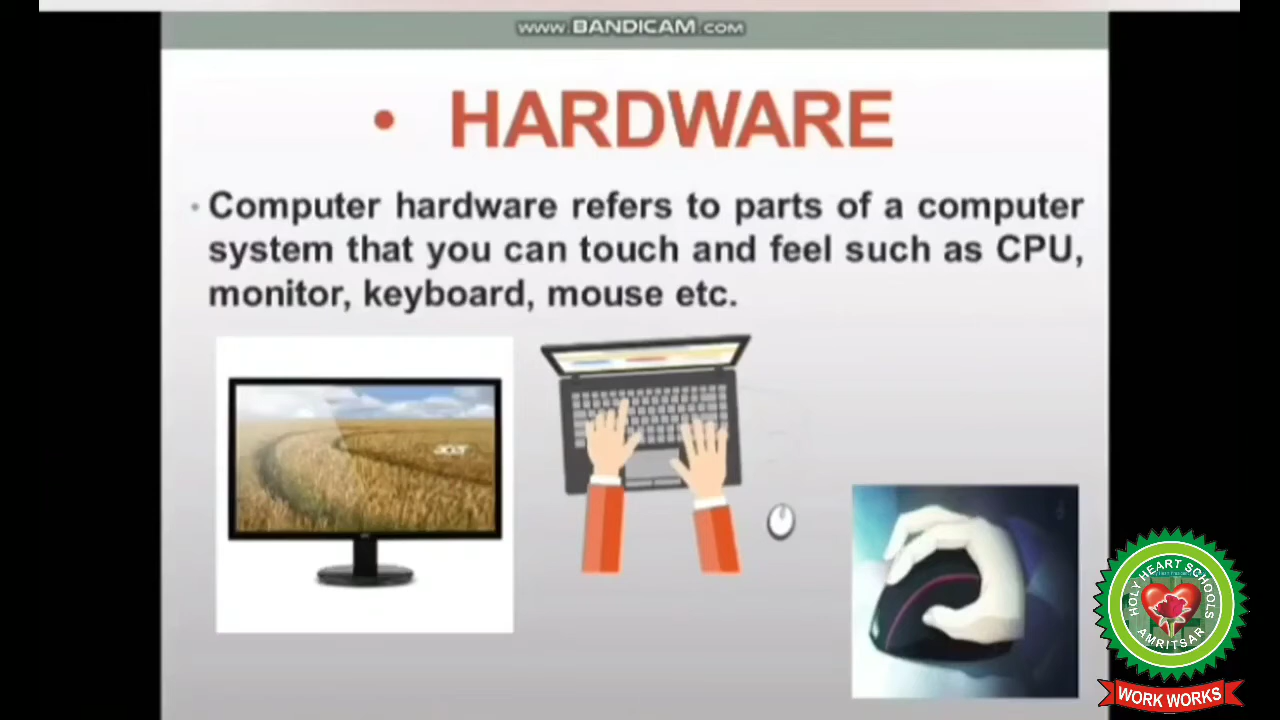 www.BANDICAM.com
• HARDWARE
• Computer hardware refers to parts of a computer
system that you can touch and feel such as CPU,
monitor, keyboard, mouse etc.
acer
HOLY HEART SCHOOLS
AMRITSAR
WORK WORKS